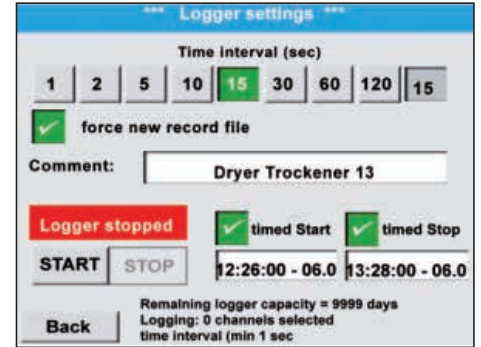 *** Logger settings ***
Time interval (sec)
1 2 5 10 15 30 60 120 15
force new record file
Comment: Dryer Trockener 13
Logger stopped timed Start timed Stop
START STOP 12:26:00 - 06.0 13:28:00 - 06.0
Remaining logger capacity = 9999 days
Back Logging: 0 channels selected
time interval (min 1 sec